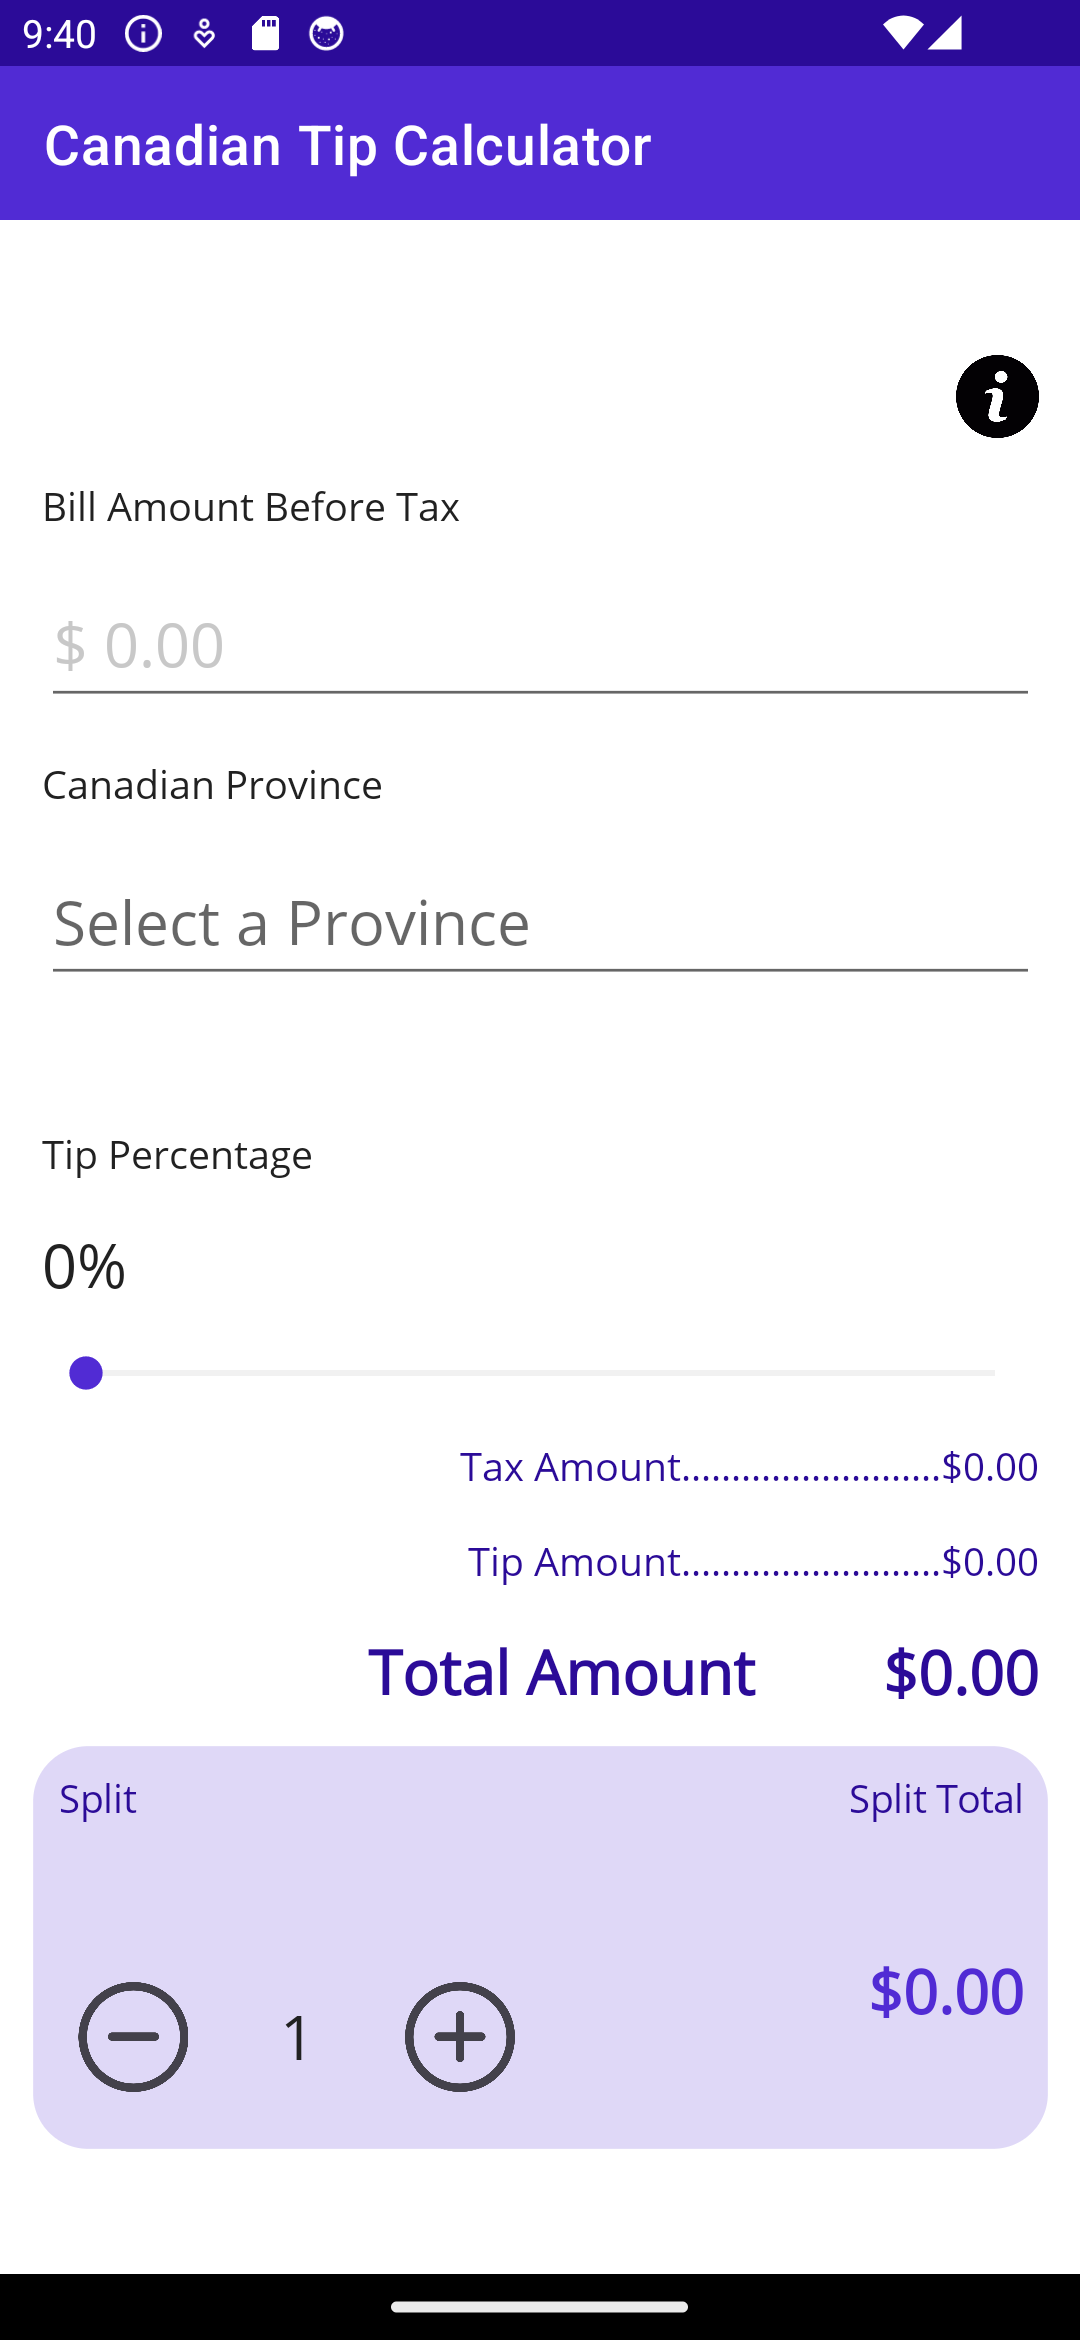 9:40
Canadian Tip Calculator
Bill Amount Before Tax
$ 0.00
Canadian Province
Select a Province
Tip Percentage
0%
Tax Amount..........................$0.00
Tip Amount..........................$0.00
Total Amount $0.00
Split Split Total
$0.00
1